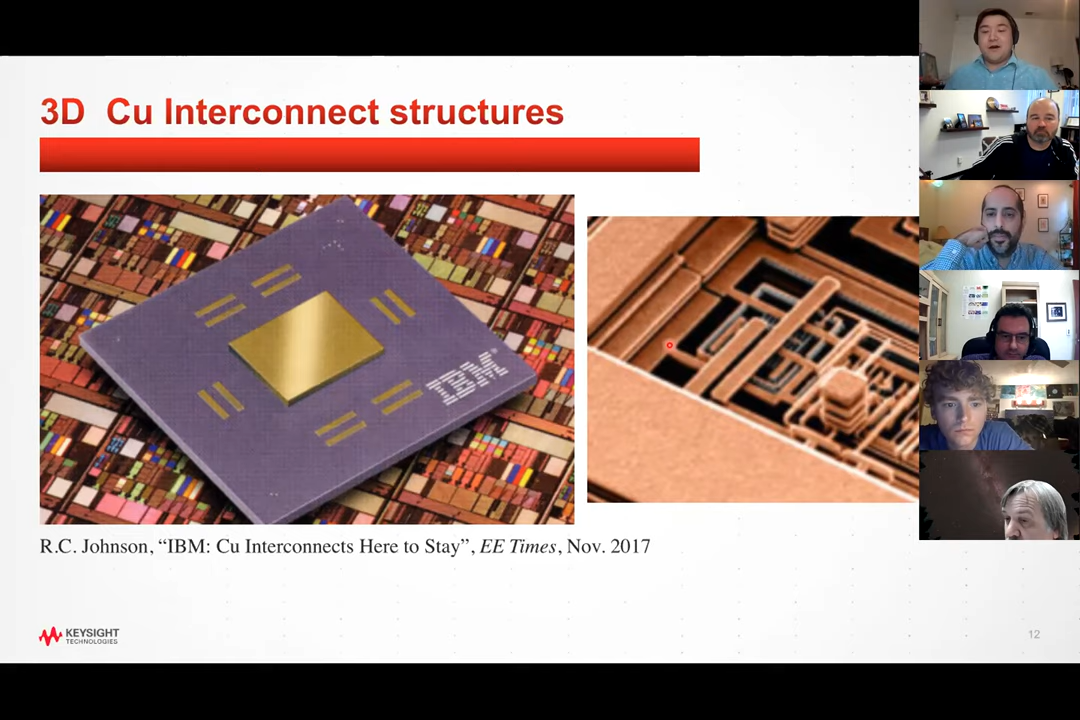 3D Cu Interconnect structures
IBM®
R.C. Johnson, “IBM: Cu Interconnects Here to Stay”, EE Times, Nov. 2017
KEYSIGHT
TECHNOLOGIES
12